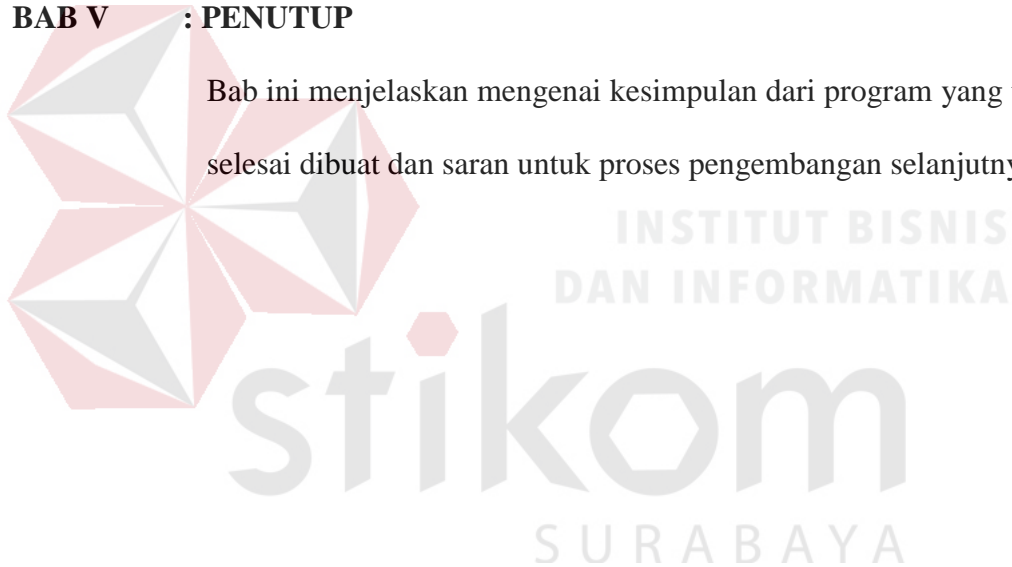 BAB V : PENUTUP
Bab ini menjelaskan mengenai kesimpulan dari program yang
selesai dibuat dan saran untuk proses pengembangan
INSTITUT BISNIS
DAN INFORMATIKA
stikom
SURABAYA